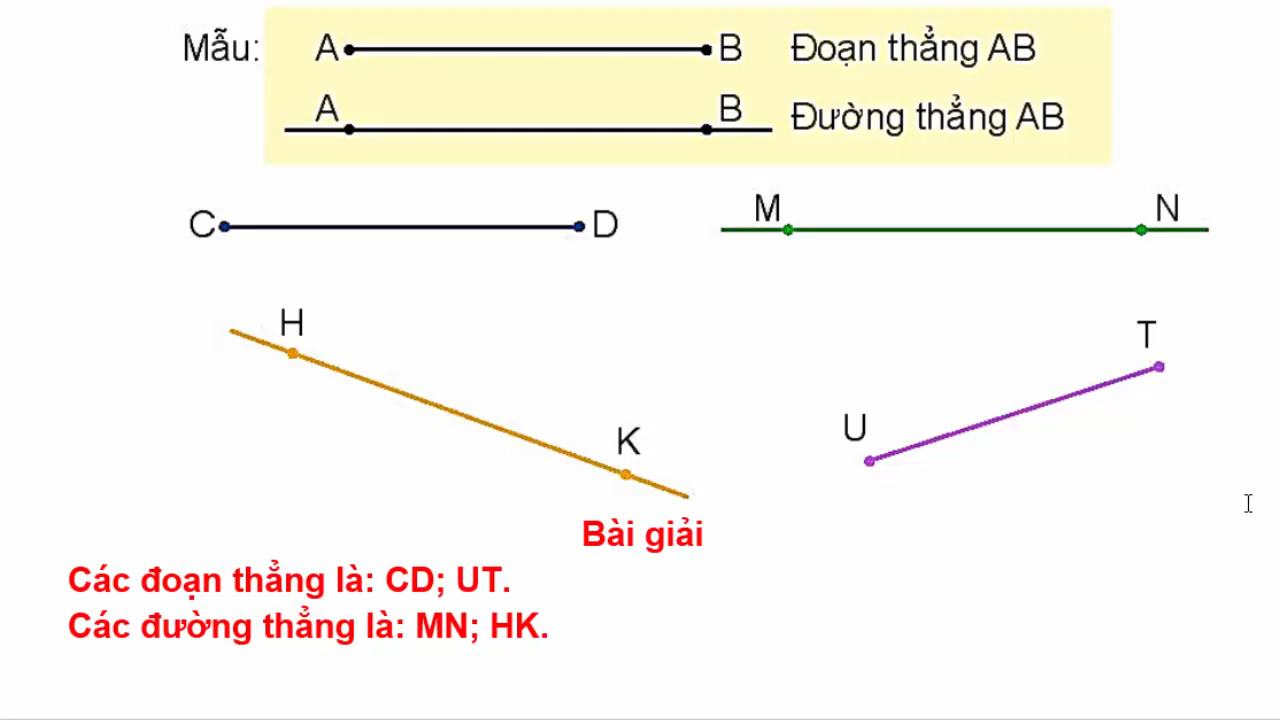 Mẫu: A B Đoạn thẳng AB
A B Đường thẳng AB
C D M N
H T
K U
Bài giải
Các đoạn thẳng là: CD; UT.
Các đường thẳng là: MN; HK.